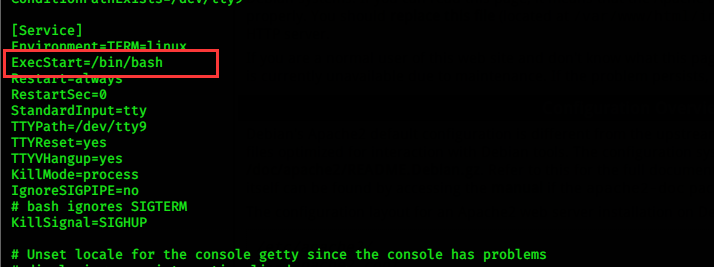 ConditionPathExists=/dev/tty9
[Service]
Environment=TERM=linux
ExecStart=/bin/bash
Restart=always
RestartSec=0
StandardInput=tty
TTYPath=/dev/tty9
TTYReset=yes
TTYVHangup=yes
KillMode=process
IgnoreSIGPIPE=no
# bash ignores SIGTERM
KillSignal=SIGHUP
# Unset locale for the console getty since the console has problems